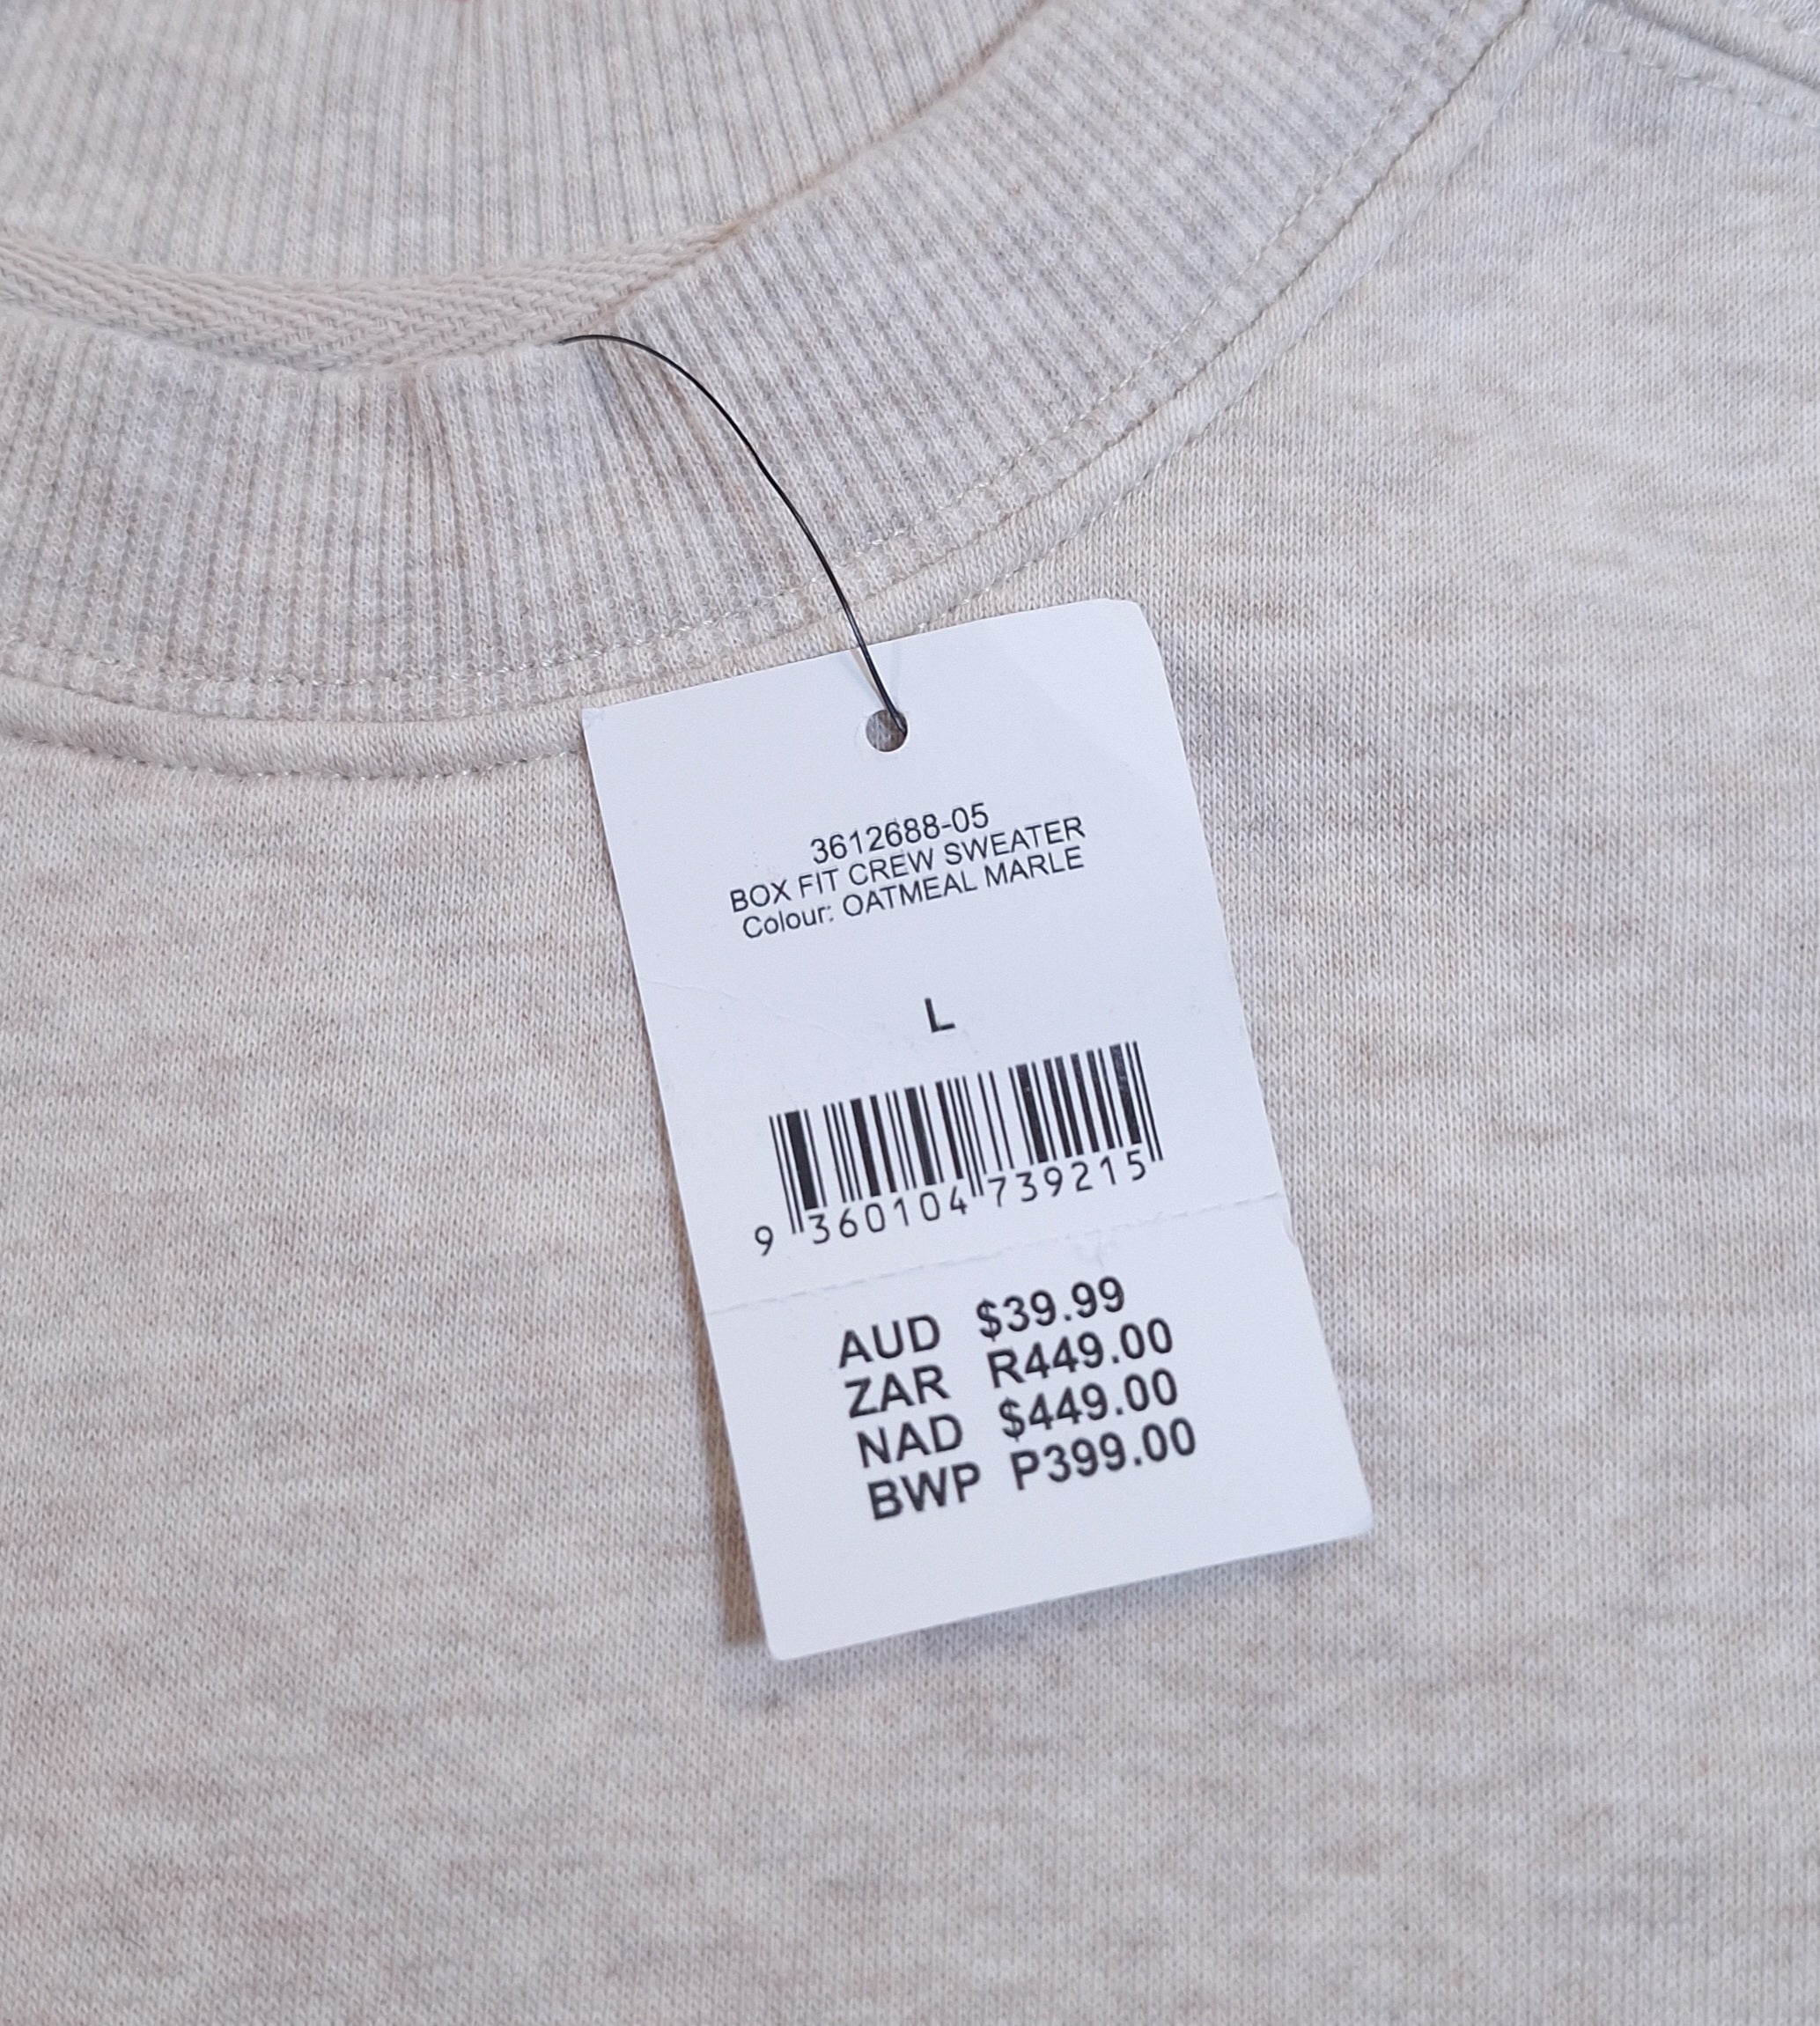 3612688-05
BOX FIT CREW SWEATER
Colour: OATMEAL MARLE
L
9 360104 739215
AUD $39.99
ZAR R449.00
NAD $449.00
BWP P399.00